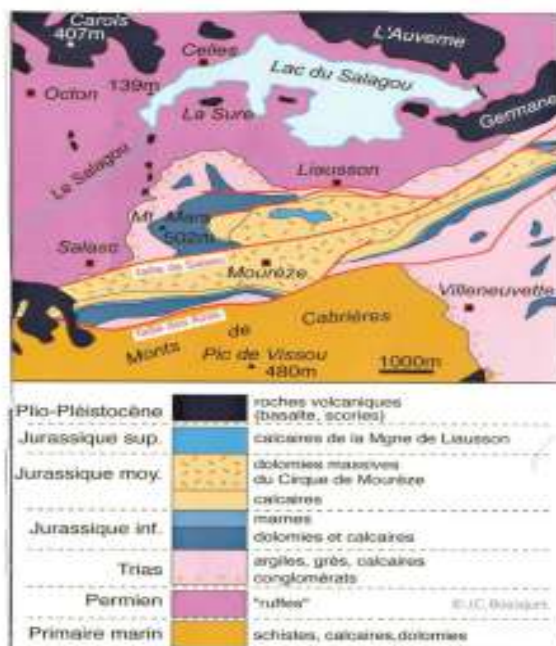 Carols
407m
L'Auverne
Celles
Octon
139m
Lac du Salagou
La Sure
Germane
Le Salagou
Liausson
Mt. Mars
502m
Salasc
Mourèze
Villeneuvette
Cabrières
Monts de
Pic de Vissou
480m
1000m
Plio-Pléistocène
roches volcaniques
(basalte, scories)
Jurassique sup.
calcaires de la Mgne de Liausson
Jurassique moy.
dolomies massives
du Cirque de Mourèze
calcaires
Jurassique inf.
marnes
dolomies et calcaires
Trias
argiles, grès, calcaires
conglomérats
Permien
"ruffes"
Primaire marin
schistes, calcaires, dolomies